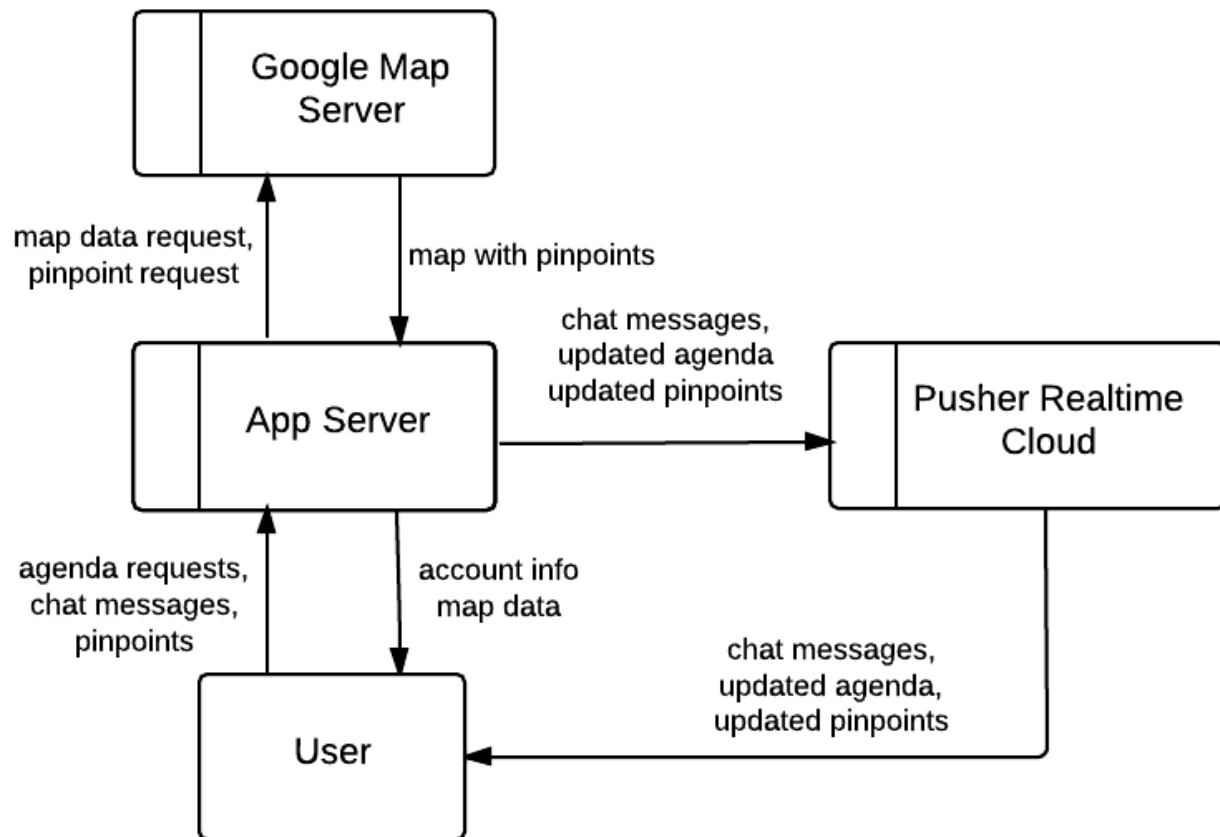 Google Map
Server
map data request,
pinpoint request
map with pinpoints
chat messages,
updated agenda
updated pinpoints
App Server
Pusher Realtime
Cloud
agenda requests,
chat messages,
pinpoints
account info
map data
chat messages,
updated agenda,
updated pinpoints
User